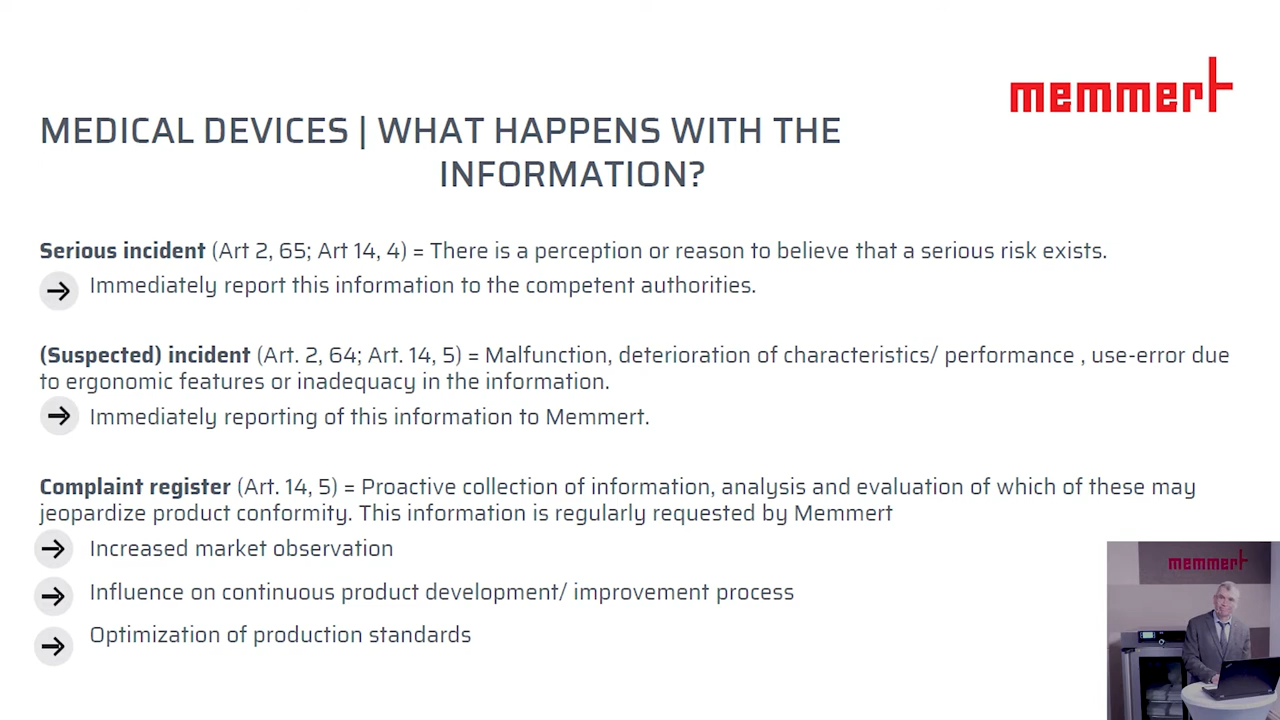 memmert
MEDICAL DEVICES | WHAT HAPPENS WITH THE
INFORMATION?
Serious incident (Art 2, 65; Art 14, 4) = There is a perception or reason to believe that a serious risk exists.
Immediately report this information to the competent authorities.
(Suspected) incident (Art. 2, 64; Art. 14, 5) = Malfunction, deterioration of characteristics/ performance , use-error due
to ergonomic features or inadequacy in the information.
Immediately reporting of this information to Memmert.
Complaint register (Art. 14, 5) = Proactive collection of information, analysis and evaluation of which of these may
jeopardize product conformity. This information is regularly requested by Memmert
Increased market observation
Influence on continuous product development/ improvement process
Optimization of production standards
memmert